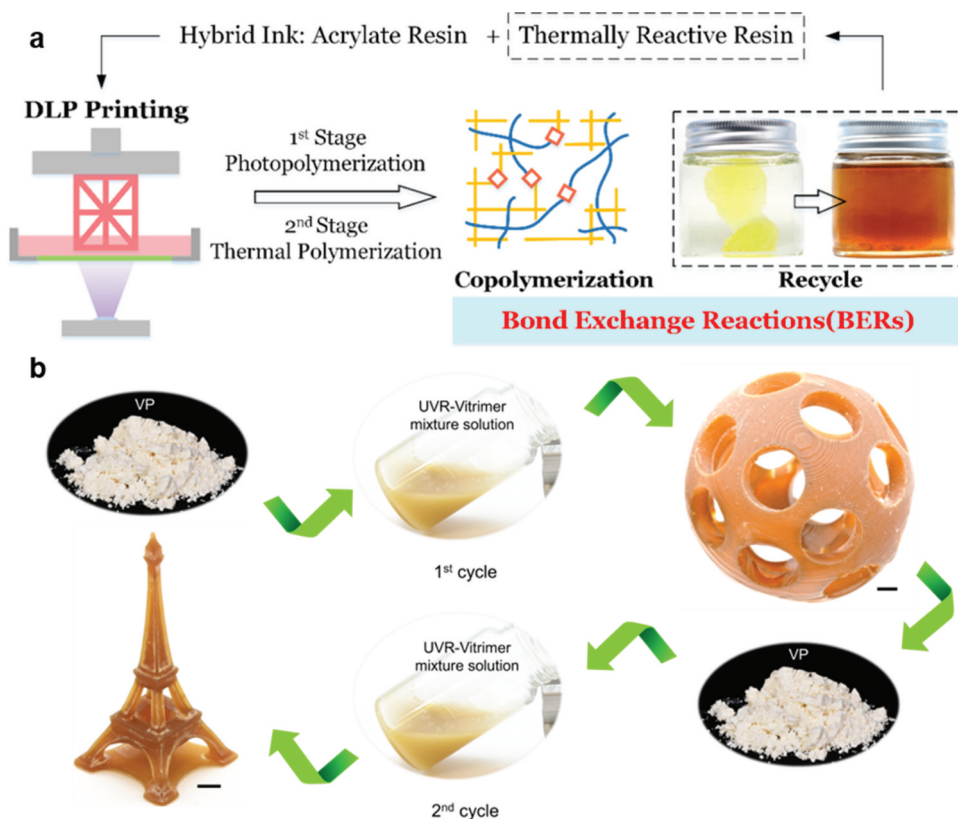 a
Hybrid Ink: Acrylate Resin + Thermally Reactive Resin
DLP Printing
1st Stage
Photopolymerization
2nd Stage
Thermal Polymerization
Copolymerization
Recycle
Bond Exchange Reactions(BERs)
b
VP
UVR-Vitrimer
mixture solution
1st cycle
UVR-Vitrimer
mixture solution
VP
2nd cycle